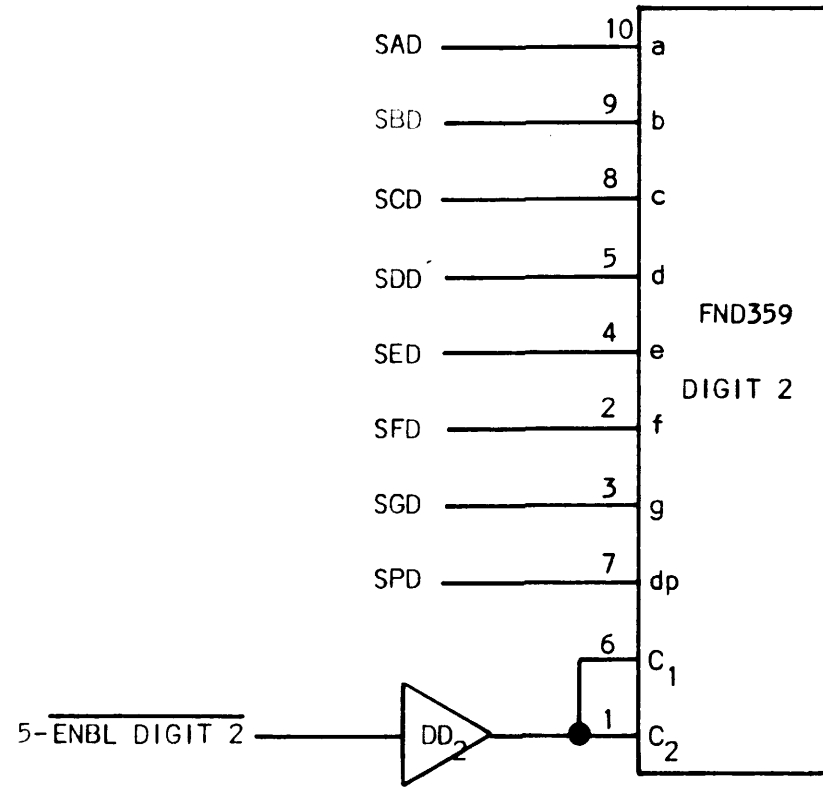 SAD 10 a
SBD 9 b
SCD 8 c
SDD 5 d
FND359
SED 4 e
DIGIT 2
SFD 2 f
SGD 3 g
SPD 7 dp
6 C1
5-ENBL DIGIT 2 DD2 1 C2